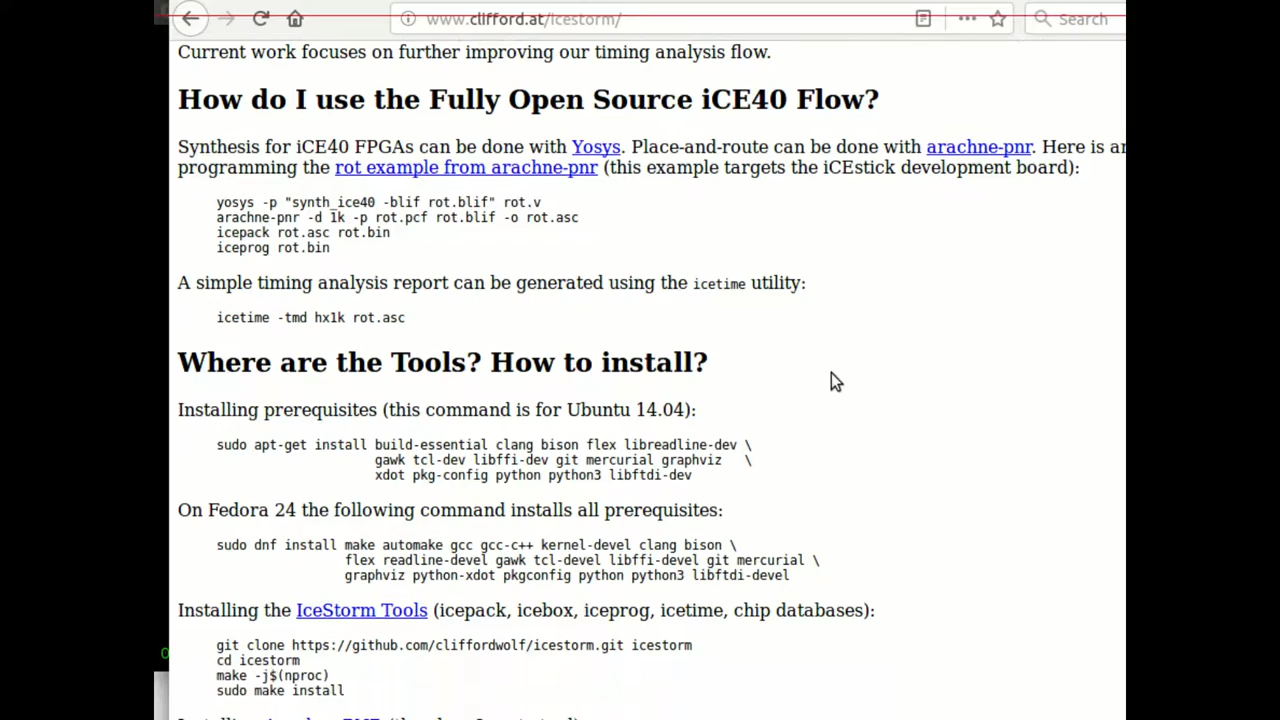 www.clifford.at/icestorm/
Search
Current work focuses on further improving our timing analysis flow.
How do I use the Fully Open Source iCE40 Flow?
Synthesis for iCE40 FPGAs can be done with Yosys. Place-and-route can be done with arachne-pnr. Here is
programming the rot example from arachne-pnr (this example targets the iCEstick development board):
yosys -p "synth_ice40 -blif rot.blif" rot.v
arachne-pnr -d 1k -p rot.pcf rot.blif -o rot.asc
icepack rot.asc rot.bin
iceprog rot.bin
A simple timing analysis report can be generated using the icetime utility:
icetime -tmd hx1k rot.asc
Where are the Tools? How to install?
Installing prerequisites (this command is for Ubuntu 14.04):
sudo apt-get install build-essential clang bison flex libreadline-dev \
gawk tcl-dev libffi-dev git mercurial graphviz \
xdot pkg-config python python3 libftdi-dev
On Fedora 24 the following command installs all prerequisites:
sudo dnf install make automake gcc gcc-c++ kernel-devel clang bison \
flex readline-devel gawk tcl-devel libffi-devel git mercurial \
graphviz python-xdot pkgconfig python python3 libftdi-devel
Installing the IceStorm Tools (icepack, icebox, iceprog, icetime, chip databases):
git clone https://github.com/cliffordwolf/icestorm.git icestorm
cd icestorm
make -j$(nproc)
sudo make install